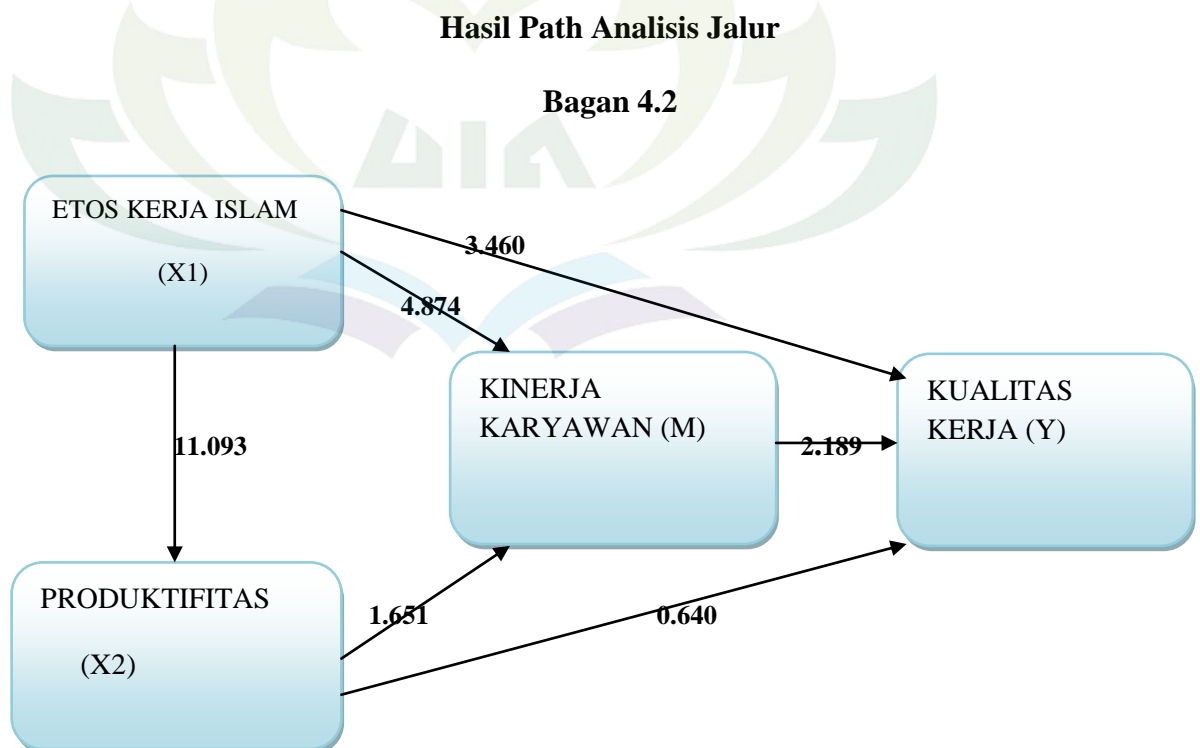 Hasil Path Analisis Jalur
Bagan 4.2
ETOS KERJA ISLAM
(X1)
3.460
4.874
KINERJA
KARYAWAN (M)
KUALITAS
KERJA (Y)
11.093
2.189
PRODUKTIFITAS
(X2)
1.651
0.640